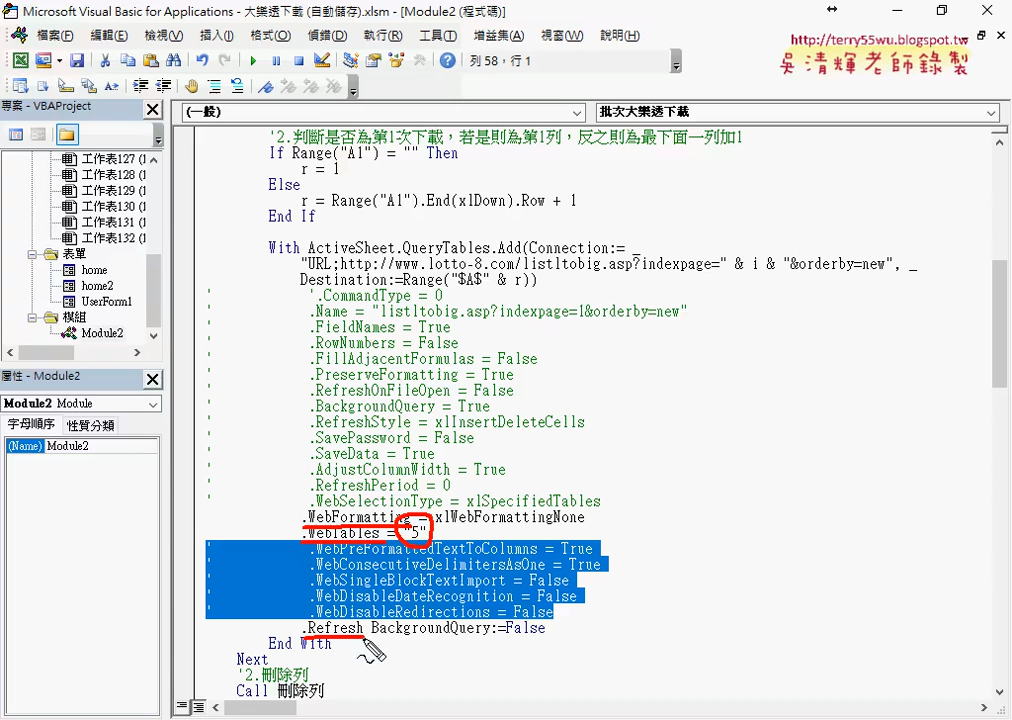 Microsoft Visual Basic for Applications - 大樂透下載 (自動儲存).xlsm - [Module2 (程式碼)]
檔案(F) 編輯(E) 檢視(V) 插入(I) 格式(O) 偵錯(D) 執行(R) 工具(T) 增益集(A) 視窗(W) 說明(H)
http://terry55wu.blogspot.tw
吳清輝老師錄製
列 58，行 1
專案 - VBAProject
(一般)
批次大樂透下載
工作表127 (1
工作表128 (1
工作表129 (1
工作表130 (1
工作表131 (1
工作表132 (1
表單
home
home2
UserForm1
模組
Module2
屬性 - Module2
Module2 Module
字母順序 性質分類
(Name) Module2
'2.判斷是否為第1次下載，若是則為第1列，反之則為最下面一列加1
If Range("A1") = "" Then
r = 1
Else
r = Range("A1").End(xlDown).Row + 1
End If
With ActiveSheet.QueryTables.Add(Connection:= _
"URL;http://www.lotto-8.com/listltobig.asp?indexpage=" & i & "&orderby=new", _
Destination:=Range("$A$" & r))
' '.CommandType = 0
' .Name = "listltobig.asp?indexpage=1&orderby=new"
' .FieldNames = True
' .RowNumbers = False
' .FillAdjacentFormulas = False
' .PreserveFormatting = True
' .RefreshOnFileOpen = False
' .BackgroundQuery = True
' .RefreshStyle = xlInsertDeleteCells
' .SavePassword = False
' .SaveData = True
' .AdjustColumnWidth = True
' .RefreshPeriod = 0
' .WebSelectionType = xlSpecifiedTables
.WebFormatting = xlWebFormattingNone
.WebTables = "5"
' .WebPreFormattedTextToColumns = True
' .WebConsecutiveDelimitersAsOne = True
' .WebSingleBlockTextImport = False
' .WebDisableDateRecognition = False
' .WebDisableRedirections = False
.Refresh BackgroundQuery:=False
End With
Next
'2.刪除列
Call 刪除列